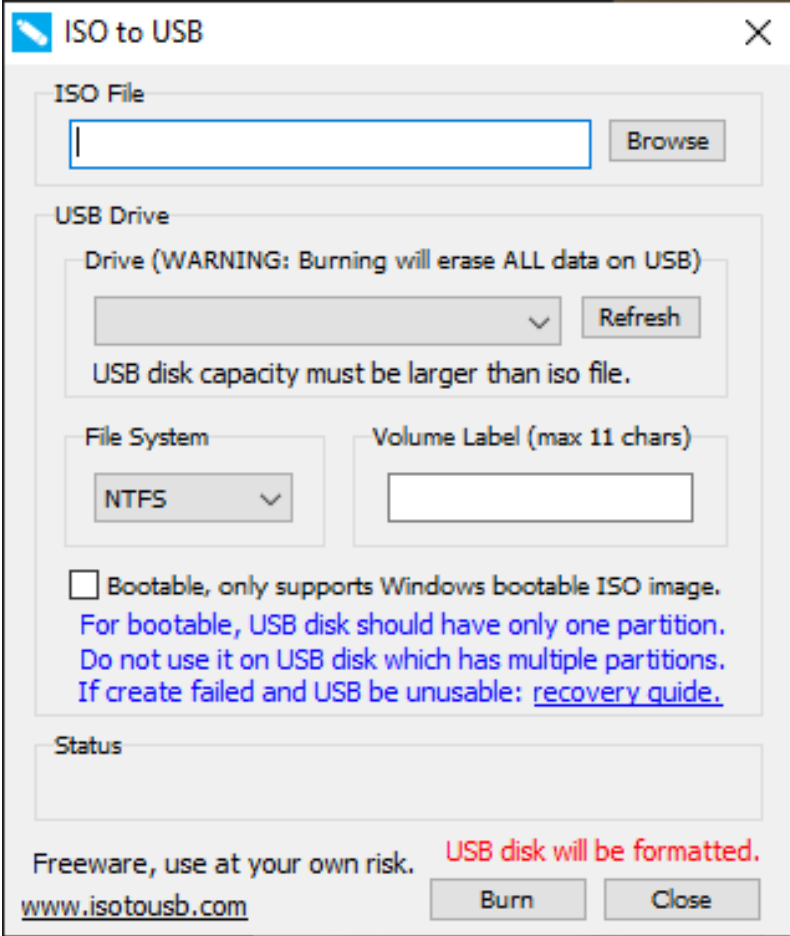 ISO to USB
ISO File
Browse
USB Drive
Drive (WARNING: Burning will erase ALL data on USB)
Refresh
USB disk capacity must be larger than iso file.
File System
Volume Label (max 11 chars)
NTFS
Bootable, only supports Windows bootable ISO image.
For bootable, USB disk should have only one partition.
Do not use it on USB disk which has multiple partitions.
If create failed and USB be unusable: recovery guide.
Status
USB disk will be formatted.
Freeware, use at your own risk.
www.isotousb.com
Burn
Close